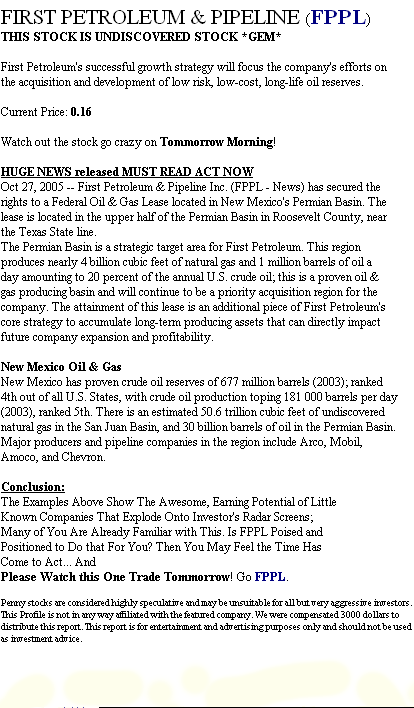 FIRST PETROLEUM & PIPELINE (FPPL)
THIS STOCK IS UNDISCOVERED STOCK *GEM*
First Petroleum's successful growth strategy will focus the company's efforts on
the acquisition and development of low risk, low-cost, long-life oil reserves.
Current Price: 0.16
Watch out the stock go crazy on Tommorrow Morning!
HUGE NEWS released MUST READ ACT NOW
Oct 27, 2005 -- First Petroleum & Pipeline Inc. (FPPL - News) has secured the
rights to a Federal Oil & Gas Lease located in New Mexico's Permian Basin. The
lease is located in the upper half of the Permian Basin in Roosevelt County, near
the Texas State line.
The Permian Basin is a strategic target area for First Petroleum. This region
produces nearly 4 billion cubic feet of natural gas and 1 million barrels of oil a
day amounting to 20 percent of the annual U.S. crude oil; this is a proven oil &
gas producing basin and will continue to be a priority acquisition region for the
company. The attainment of this lease is an additional piece of First Petroleum's
core strategy to accumulate long-term producing assets that can directly impact
future company expansion and profitability.
New Mexico Oil & Gas
New Mexico has proven crude oil reserves of 677 million barrels (2003); ranked
4th out of all U.S. States, with crude oil production toping 181 000 barrels per day
(2003), ranked 5th. There is an estimated 50.6 trillion cubic feet of undiscovered
natural gas in the San Juan Basin, and 30 billion barrels of oil in the Permian Basin.
Major producers and pipeline companies in the region include Arco, Mobil,
Amoco, and Chevron.
Conclusion:
The Examples Above Show The Awesome, Earning Potential of Little
Known Companies That Explode Onto Investor's Radar Screens;
Many of You Are Already Familiar with This. Is FPPL Poised and
Positioned to Do that For You? Then You May Feel the Time Has
Come to Act... And
Please Watch this One Trade Tommorrow! Go FPPL.
Penny stocks are considered highly speculative and may be unsuitable for all but very aggressive investors.
This Profile is not in any way affiliated with the featured company. We were compensated 3000 dollars to
distribute this report. This report is for entertainment and advertising purposes only and should not be used
as investment advice.